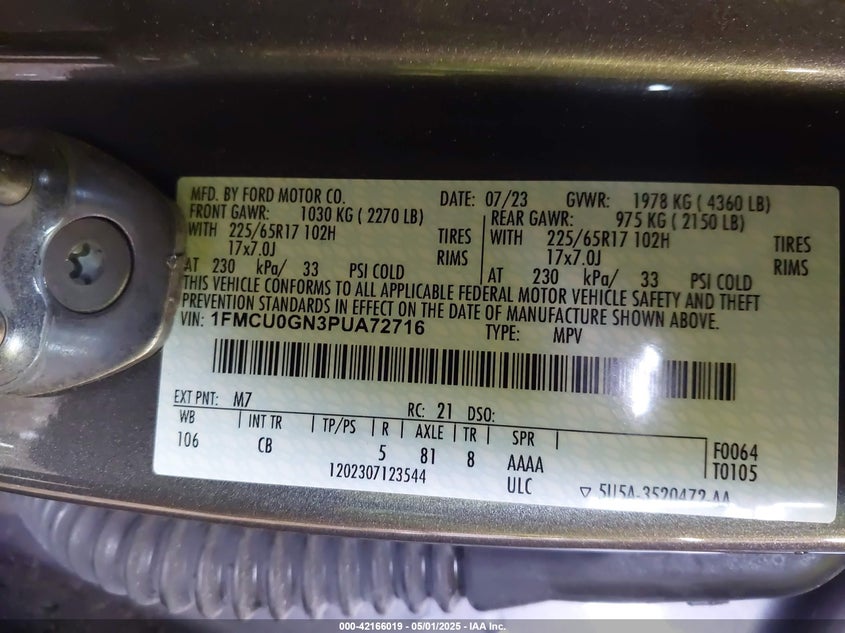 MFD. BY FORD MOTOR CO. DATE: 07/23 GVWR: 1978 KG ( 4360 LB)
FRONT GAWR: 1030 KG ( 2270 LB) REAR GAWR: 975 KG ( 2150 LB)
WITH 225/65R17 102H TIRES WITH 225/65R17 102H TIRES
17x7.0J RIMS 17x7.0J RIMS
AT 230 kPa/ 33 PSI COLD AT 230 kPa/ 33 PSI COLD
THIS VEHICLE CONFORMS TO ALL APPLICABLE FEDERAL MOTOR VEHICLE SAFETY AND THEFT
PREVENTION STANDARDS IN EFFECT ON THE DATE OF MANUFACTURE SHOWN ABOVE.
VIN: 1FMCU0GN3PUA72716 TYPE: MPV
EXT PNT: M7 RC: 21 DSO:
WB INT TR TP/PS R AXLE TR SPR F0064
106 CB 5 81 8 AAAA T0105
1202307123544 ULC 5U5A-3520472-AA
000-42166019 - 05/01/2025 - IAA Inc.